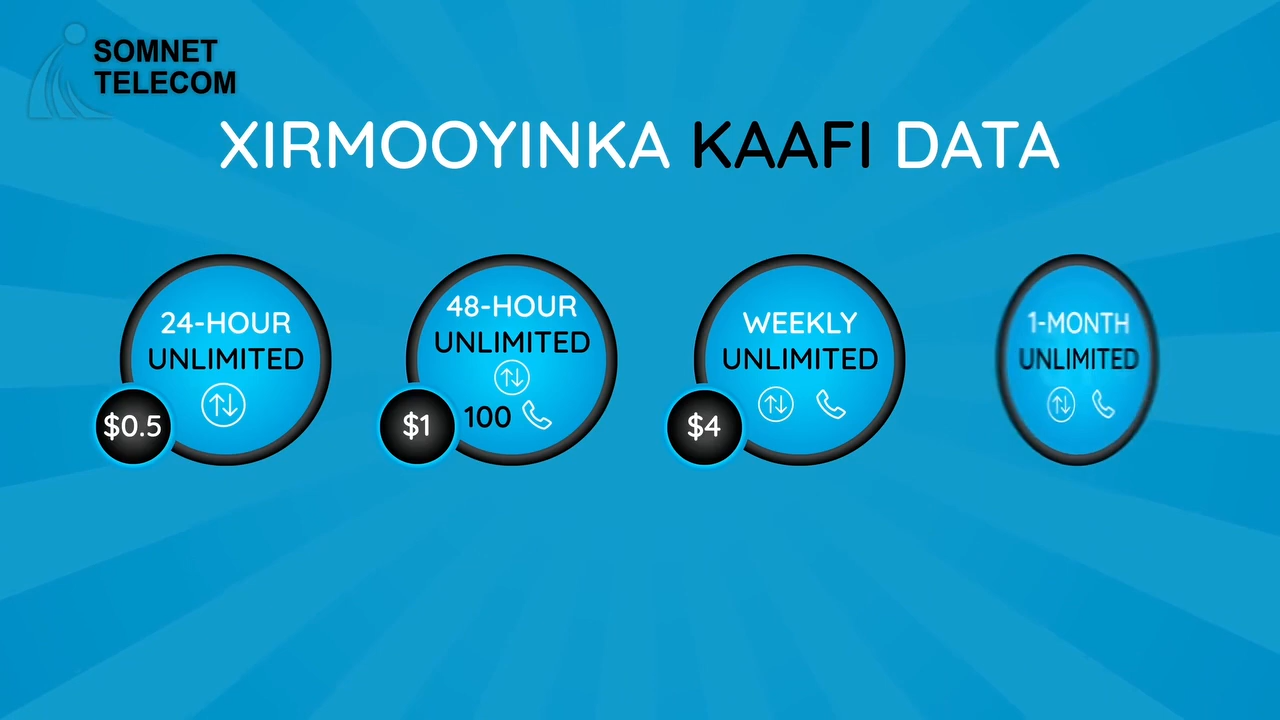 SOMNET
TELECOM
XIRMOOYINKA KAAFI DATA
24-HOUR
UNLIMITED
$0.5
48-HOUR
UNLIMITED
100
$1
WEEKLY
UNLIMITED
$4
1-MONTH
UNLIMITED